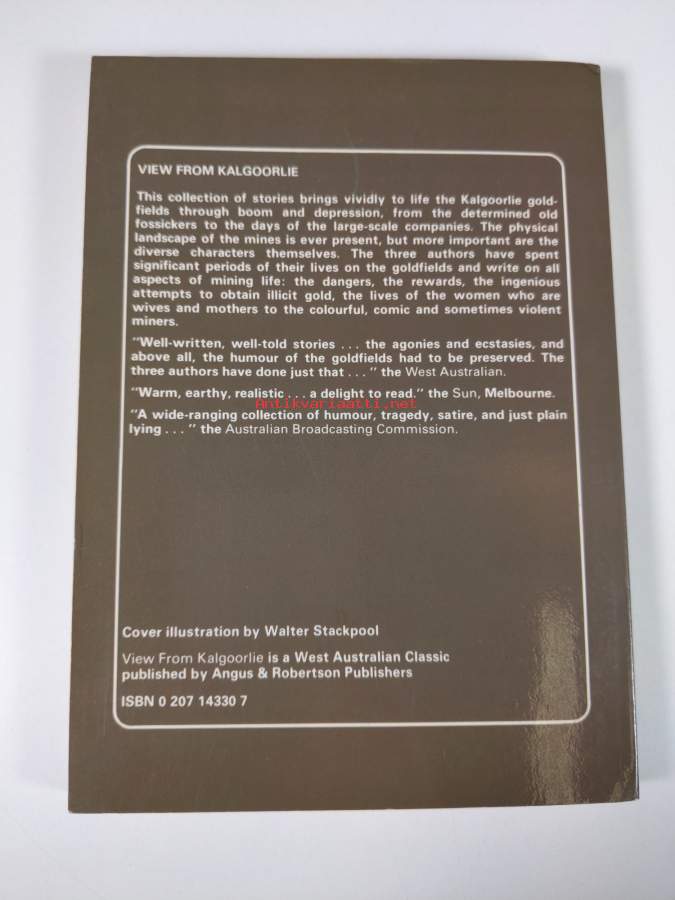 VIEW FROM KALGOORLIE
This collection of stories brings vividly to life the Kalgoorlie gold-
fields through boom and depression, from the determined old
fossickers to the days of the large-scale companies. The physical
landscape of the mines is ever present, but more important are the
diverse characters themselves. The three authors have spent
significant periods of their lives on the goldfields and write on all
aspects of mining life: the dangers, the rewards, the ingenious
attempts to obtain illicit gold, the lives of the women who are
wives and mothers to the colourful, comic and sometimes violent
miners.
"Well-written, well-told stories . . . the agonies and ecstasies, and
above all, the humour of the goldfields had to be preserved. The
three authors have done just that . . . " the West Australian.
"Warm, earthy, realistic . . . a delight to read." the Sun, Melbourne.
antikvariaatti.net
"A wide-ranging collection of humour, tragedy, satire, and just plain
lying . . . " the Australian Broadcasting Commission.
Cover illustration by Walter Stackpool
View From Kalgoorlie is a West Australian Classic
published by Angus & Robertson Publishers
ISBN 0 207 14330 7